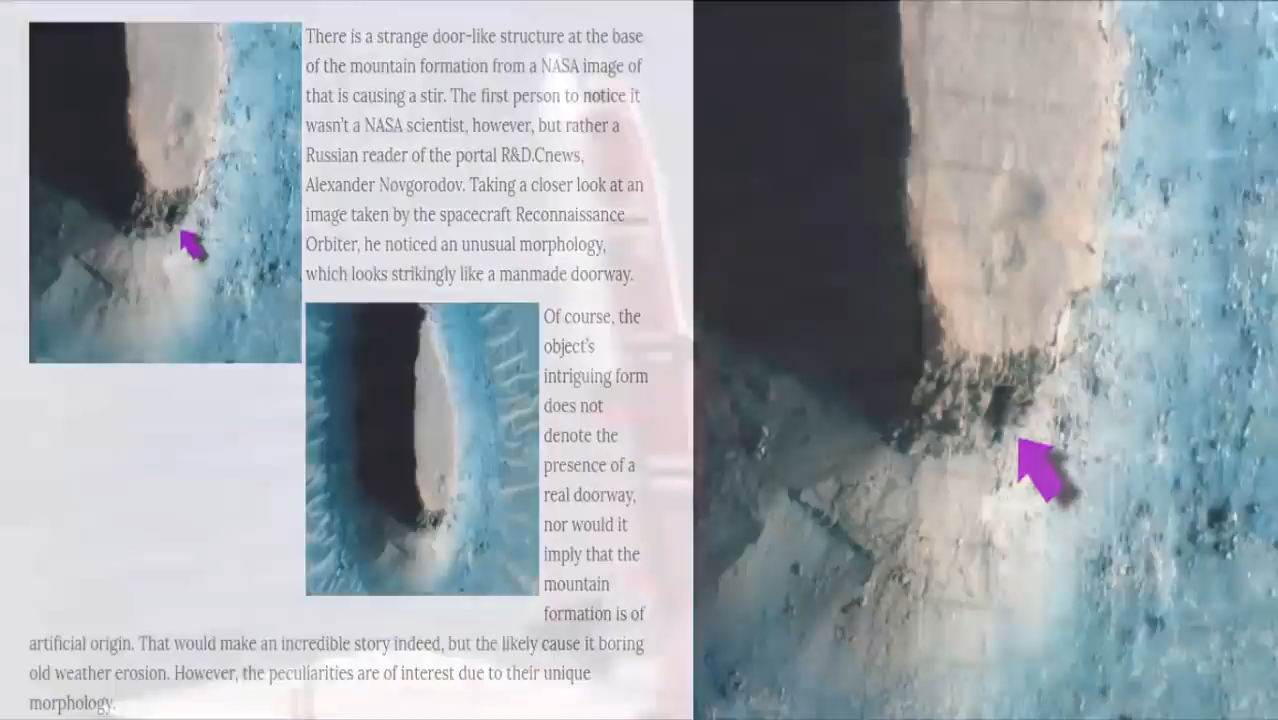 There is a strange door-like structure at the base
of the mountain formation from a NASA image of
that is causing a stir. The first person to notice it
wasn't a NASA scientist, however, but rather a
Russian reader of the portal R&D.Cnews,
Alexander Novgorodov. Taking a closer look at an
image taken by the spacecraft Reconnaissance
Orbiter, he noticed an unusual morphology,
which looks strikingly like a manmade doorway.
Of course, the
object's
intriguing form
does not
denote the
presence of a
real doorway,
nor would it
imply that the
mountain
formation is of
artificial origin. That would make an incredible story indeed, but the likely cause it boring
old weather erosion. However, the peculiarities are of interest due to their unique
morphology.